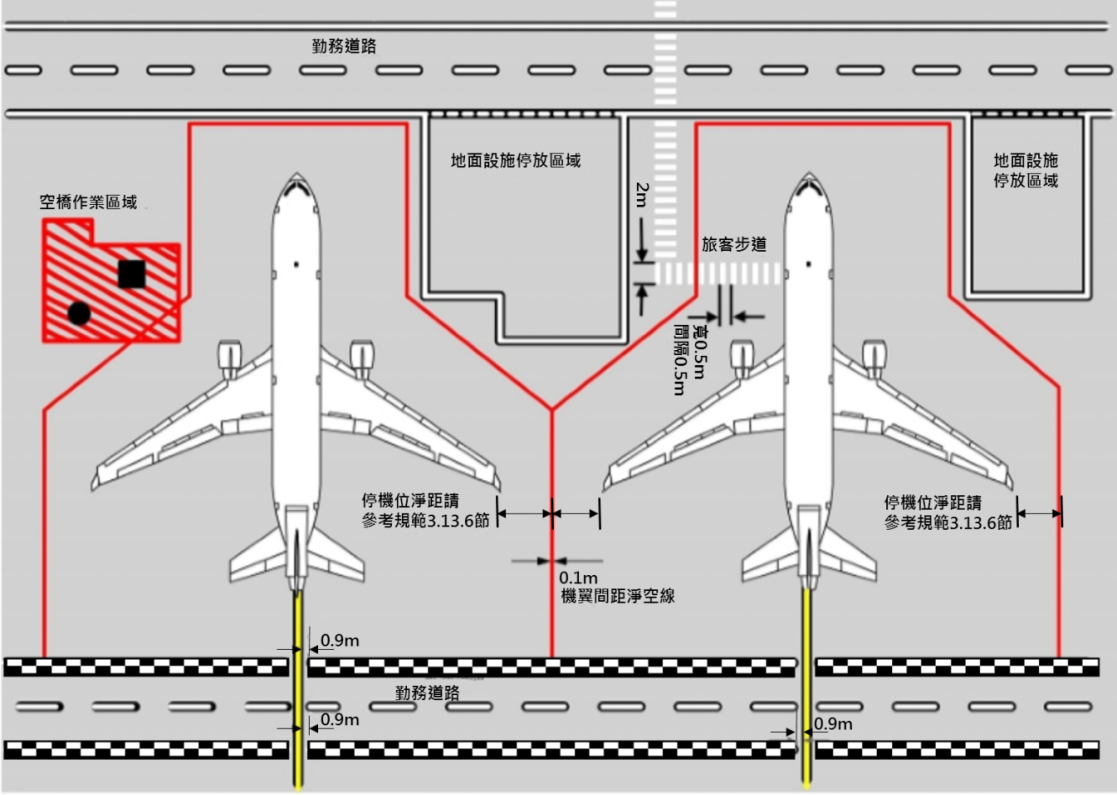 勤務道路
地面設施停放區域
地面設施
停放區域
空橋作業區域
2m
旅客步道
寬0.5m
間隔0.5m
停機位淨距請
參考規範3.13.6節
停機位淨距請
參考規範3.13.6節
0.1m
機翼間距淨空線
0.9m
勤務道路
0.9m
0.9m